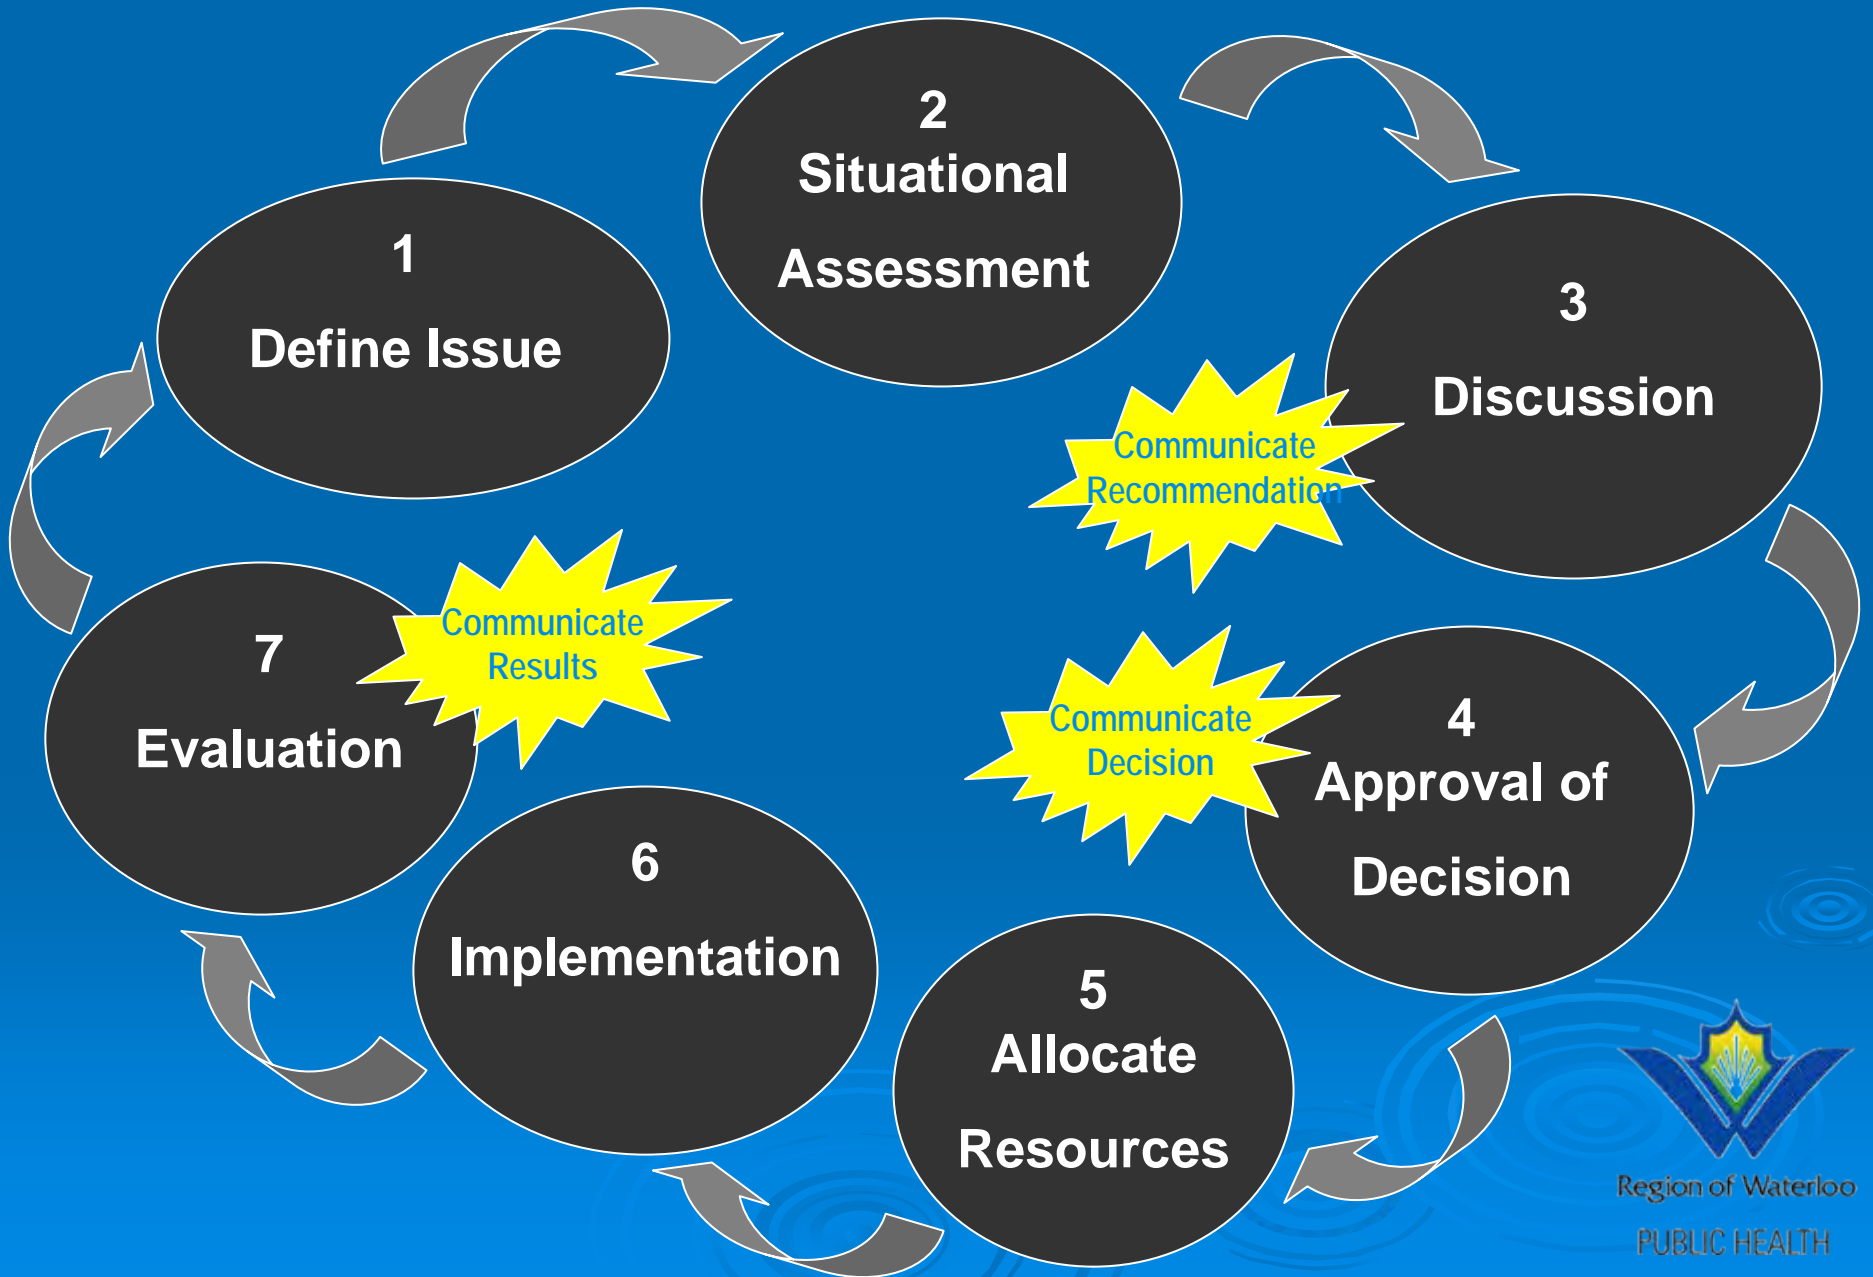 1
Define Issue
2
Situational
Assessment
3
Discussion
Communicate
Recommendation
4
Approval of
Decision
Communicate
Decision
5
Allocate
Resources
6
Implementation
7
Evaluation
Communicate
Results
Region of Waterloo
PUBLIC HEALTH